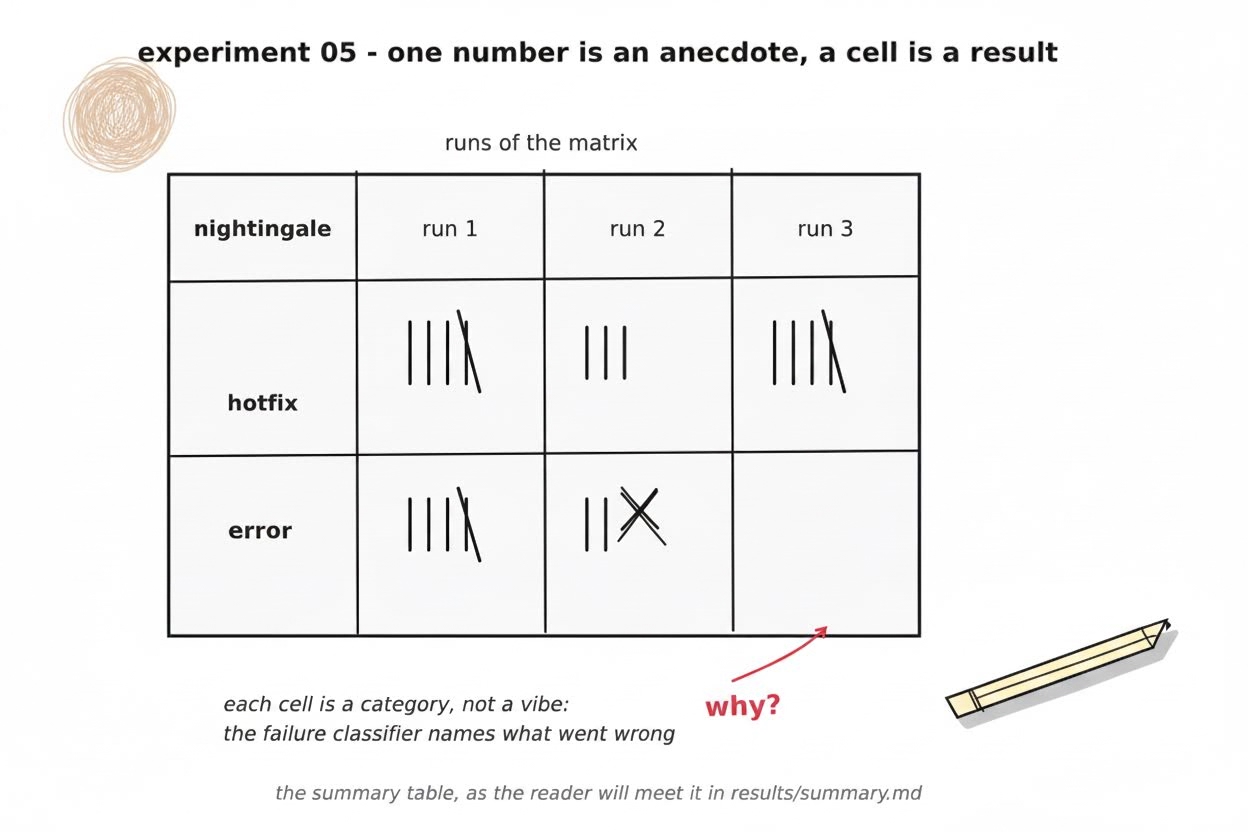 experiment 05 - one number is an anecdote, a cell is a result
runs of the matrix
nightingale run 1 run 2 run 3
hotfix
error
why?
each cell is a category, not a vibe:
the failure classifier names what went wrong
the summary table, as the reader will meet it in results/summary.md